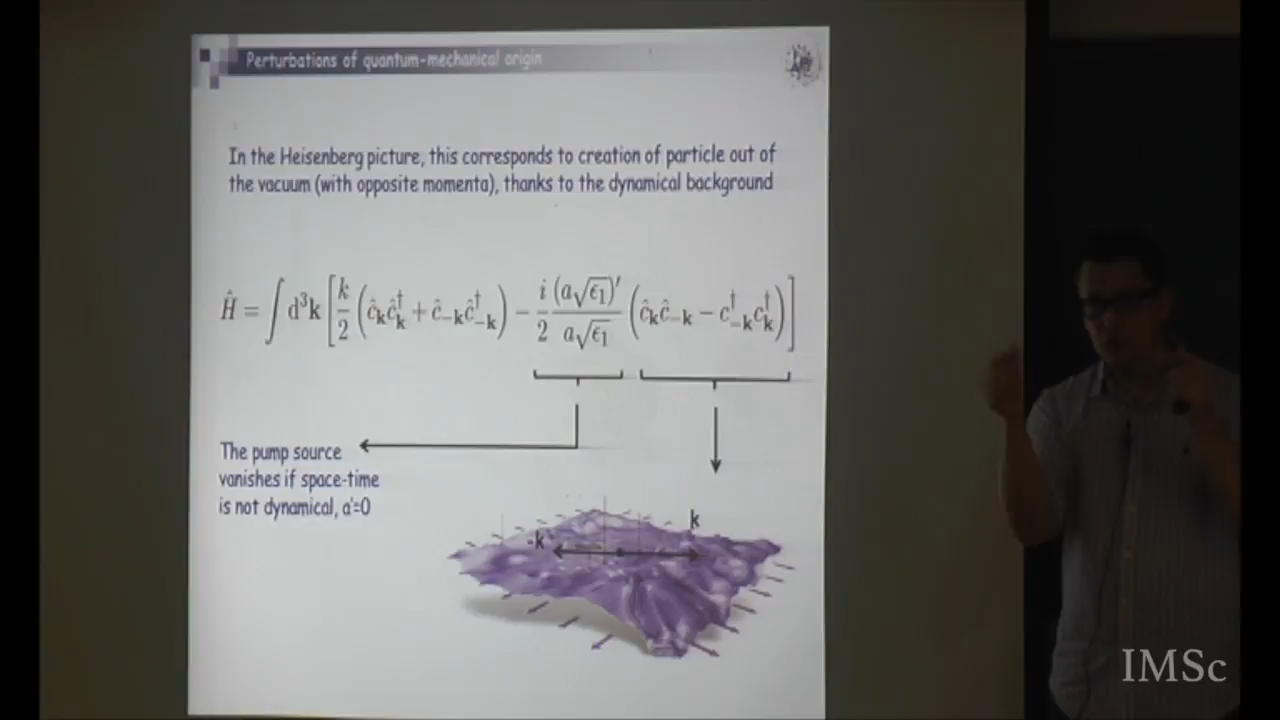 Perturbations of quantum-mechanical origin
In the Heisenberg picture, this corresponds to creation of particle out of
the vacuum (with opposite momenta), thanks to the dynamical background
Ĥ = ∫ d³k [ k/2 ( ĉ_k ĉ_k^† + ĉ_-k ĉ_-k^† ) − i/2 (a√ε₁)′ / a√ε₁ ( ĉ_k ĉ_-k − c_-k^† c_k^† ) ]
The pump source
vanishes if space-time
is not dynamical, a'=0
-k
k
IMSc